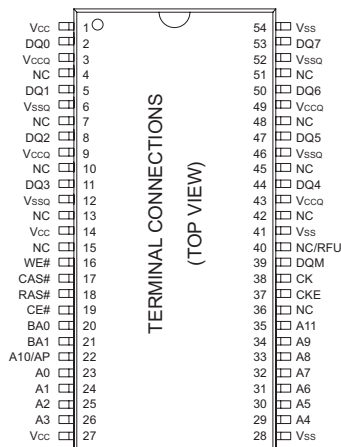 Vcc 1 54 Vss
DQ0 2 53 DQ7
VccQ 3 52 VssQ
NC 4 51 NC
DQ1 5 50 DQ6
VssQ 6 49 VccQ
NC 7 48 NC
DQ2 8 47 DQ5
VccQ 9 46 VssQ
NC 10 45 NC
DQ3 11 44 DQ4
VssQ 12 43 VccQ
NC 13 42 NC
Vcc 14 41 Vss
NC 15 40 NC/RFU
WE# 16 39 DQM
CAS# 17 38 CK
RAS# 18 37 CKE
CE# 19 36 NC
BA0 20 35 A11
BA1 21 34 A9
A10/AP 22 33 A8
A0 23 32 A7
A1 24 31 A6
A2 25 30 A5
A3 26 29 A4
Vcc 27 28 Vss
TERMINAL CONNECTIONS
(TOP VIEW)